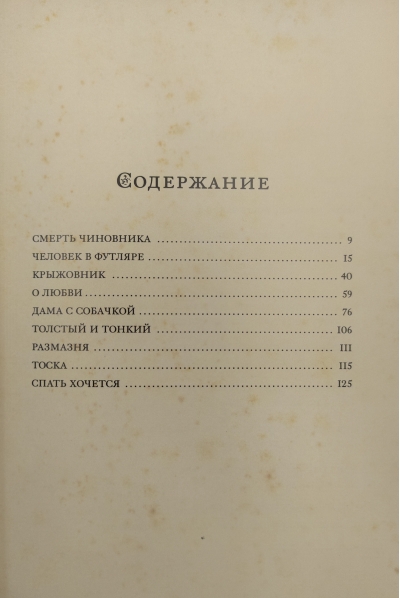 СОДЕРЖАНИЕ
СМЕРТЬ ЧИНОВНИКА 9
ЧЕЛОВЕК В ФУТЛЯРЕ 15
КРЫЖОВНИК 40
О ЛЮБВИ 59
ДАМА С СОБАЧКОЙ 76
ТОЛСТЫЙ И ТОНКИЙ 106
РАЗМАЗНЯ 111
ТОСКА 115
СПАТЬ ХОЧЕТСЯ 125